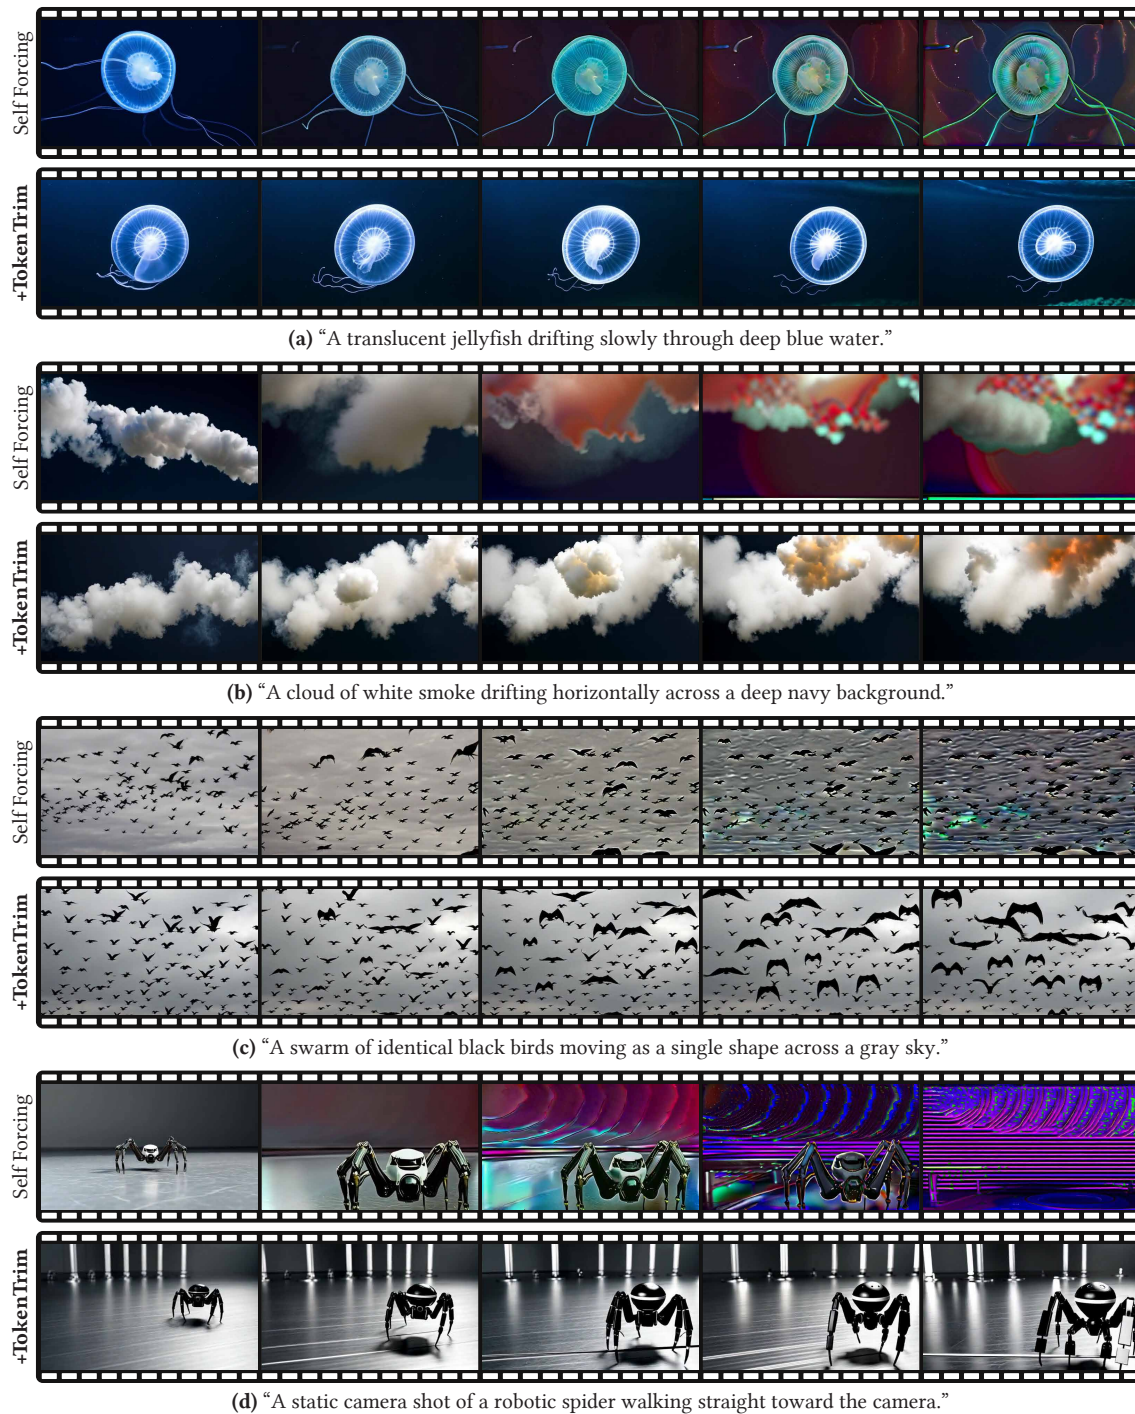 Self Forcing
+TokenTrim
(a) “A translucent jellyfish drifting slowly through deep blue water.”
Self Forcing
+TokenTrim
(b) “A cloud of white smoke drifting horizontally across a deep navy background.”
Self Forcing
+TokenTrim
(c) “A swarm of identical black birds moving as a single shape across a gray sky.”
Self Forcing
+TokenTrim
(d) “A static camera shot of a robotic spider walking straight toward the camera.”